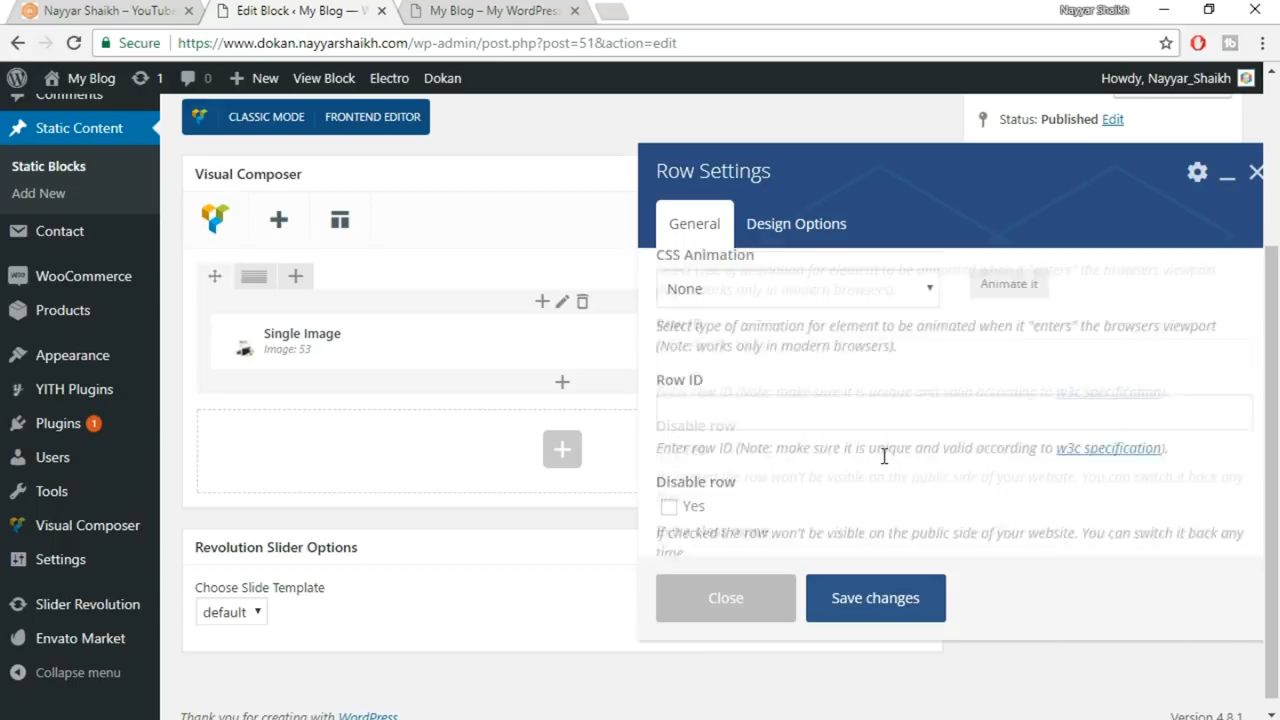 Nayyar Shaikh – YouTube
Edit Block ‹ My Blog —
My Blog – My WordPress
Nayyar Shaikh
Secure
https://www.dokan.nayyarshaikh.com/wp-admin/post.php?post=51&action=edit
My Blog
1
0
New
View Block
Electro
Dokan
Howdy, Nayyar_Shaikh
Comments
Static Content
Static Blocks
Add New
Contact
WooCommerce
Products
Appearance
YITH Plugins
Plugins 1
Users
Tools
Visual Composer
Settings
Slider Revolution
Envato Market
Collapse menu
CLASSIC MODE
FRONTEND EDITOR
Status: Published Edit
Visual Composer
Single Image
Image: 53
Revolution Slider Options
Choose Slide Template
default
Row Settings
General
Design Options
CSS Animation
None
Animate it
Select type of animation for element to be animated when it "enters" the browsers viewport
(Note: works only in modern browsers).
Row ID
Enter row ID (Note: make sure it is unique and valid according to w3c specification).
Disable row
Yes
If checked the row won't be visible on the public side of your website. You can switch it back any
time.
Close
Save changes
Thank you for creating with WordPress
Version 4.8.1